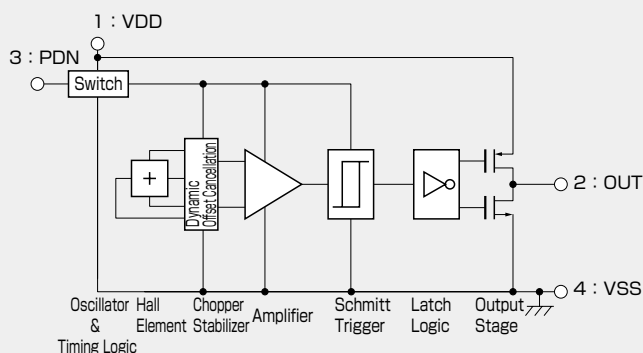 1 : VDD
3 : PDN
Switch
+
Dynamic
Offset Cancellation
2 : OUT
4 : VSS
Oscillator
&
Timing Logic
Hall
Element
Chopper
Stabilizer
Amplifier
Schmitt
Trigger
Latch
Logic
Output
Stage